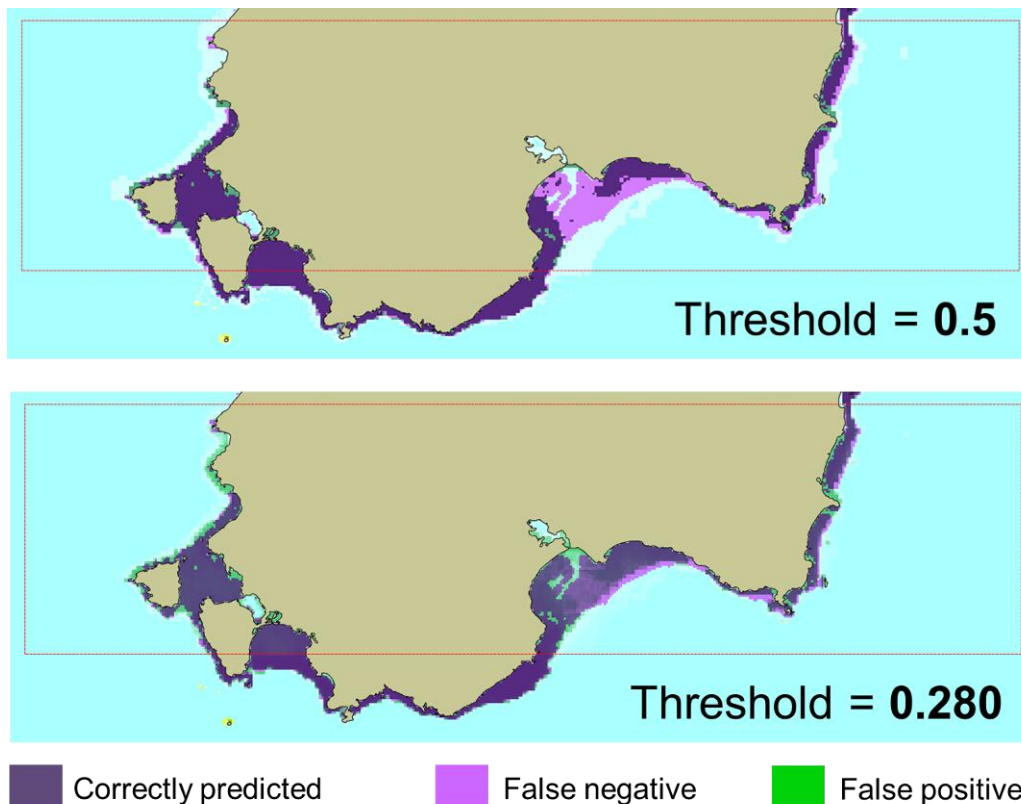 Threshold = 0.5
Threshold = 0.280
Correctly predicted
False negative
False positive